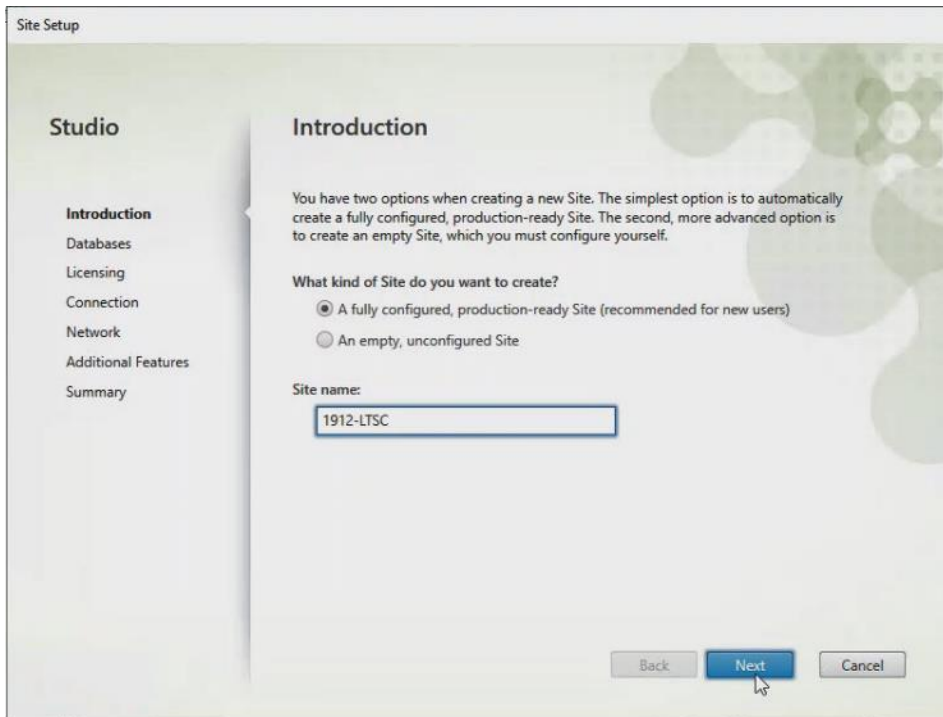 Site Setup
Studio
Introduction
Databases
Licensing
Connection
Network
Additional Features
Summary
Introduction
You have two options when creating a new Site. The simplest option is to automatically
create a fully configured, production-ready Site. The second, more advanced option is
to create an empty Site, which you must configure yourself.
What kind of Site do you want to create?
A fully configured, production-ready Site (recommended for new users)
An empty, unconfigured Site
Site name:
1912-LTSC
Back
Next
Cancel